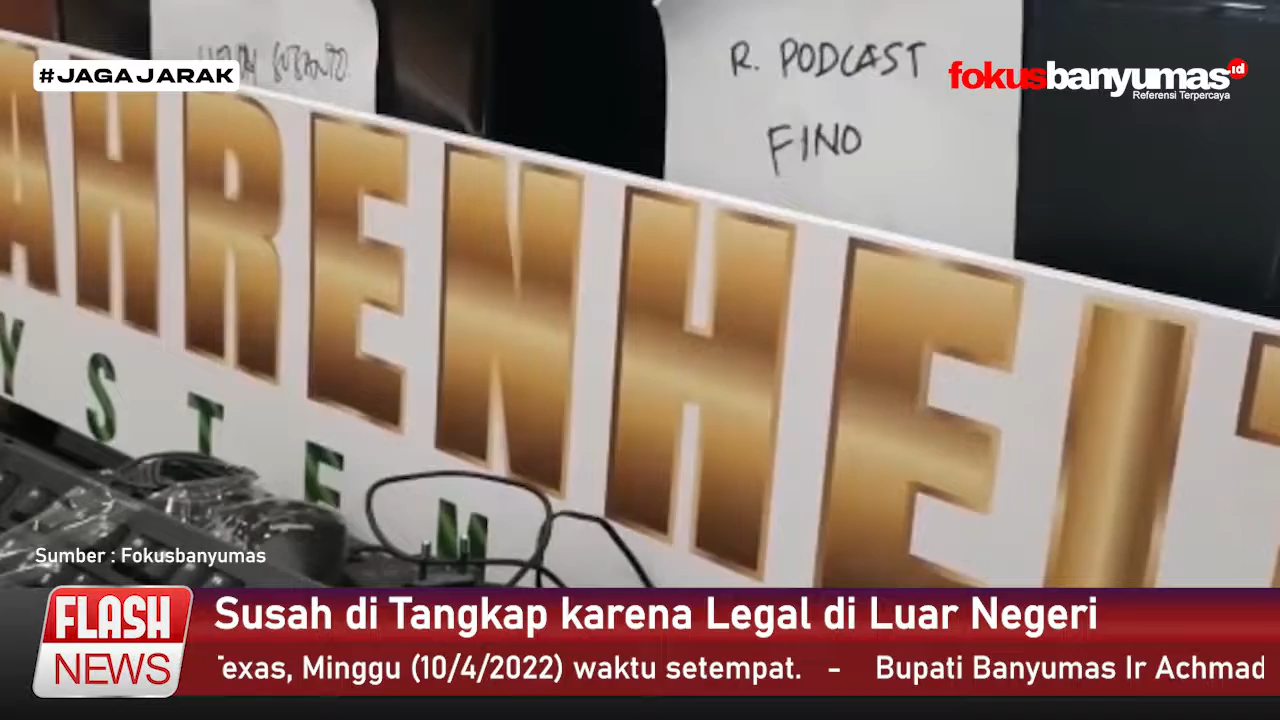 #JAGAJARAK
R. PODCAST
FINO
fokusbanyumas.id
Referensi Terpercaya
AHRENHEIT
YSTEM
Sumber : Fokusbanyumas
FLASH
NEWS
Susah di Tangkap karena Legal di Luar Negeri
Texas, Minggu (10/4/2022) waktu setempat. - Bupati Banyumas Ir Achmad